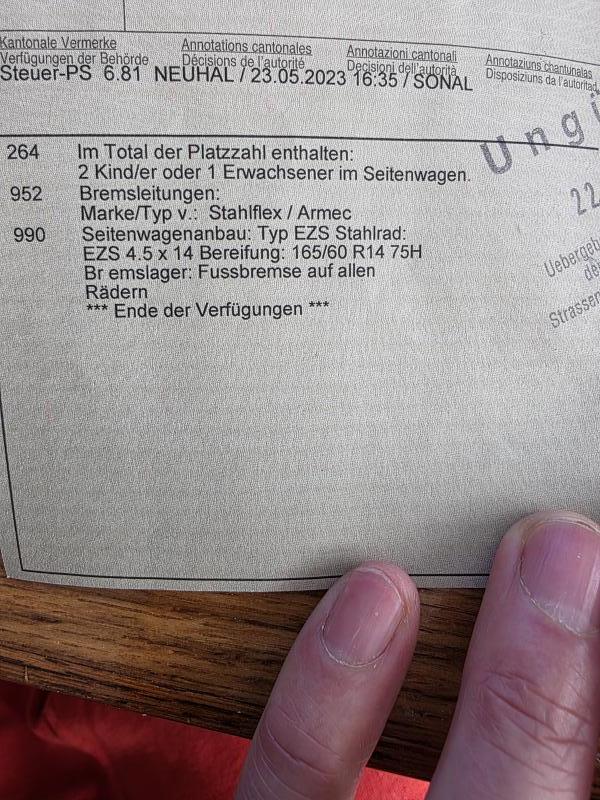 Kantonale Vermerke Annotations cantonales Annotazioni cantonali Annotaziuns chantunalas
Verfügungen der Behörde Décisions de l'autorité Decisioni dell'autorità Disposiziuns da l'autoritad
Steuer-PS 6.81 NEUHAL / 23.05.2023 16:35 / SONAL
Ungi
22
264 Im Total der Platzzahl enthalten:
2 Kind/er oder 1 Erwachsener im Seitenwagen.
952 Bremsleitungen:
Marke/Typ v.: Stahlflex / Armec
990 Seitenwagenanbau: Typ EZS Stahlrad:
EZS 4.5 x 14 Bereifung: 165/60 R14 75H
Br emslager: Fussbremse auf allen
Rädern
*** Ende der Verfügungen ***